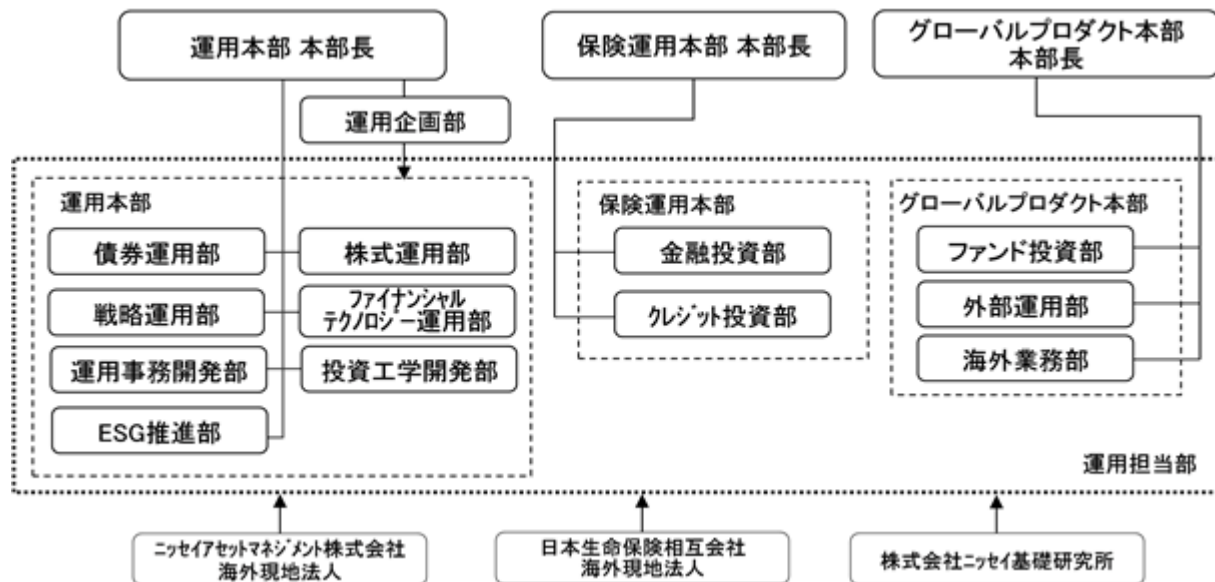 運用本部 本部長
保険運用本部 本部長
グローバルプロダクト本部
本部長
運用企画部
運用本部
債券運用部
株式運用部
戦略運用部
ファイナンシャル
テクノロジー運用部
運用事務開発部
投資工学開発部
ESG推進部
保険運用本部
金融投資部
クレジット投資部
グローバルプロダクト本部
ファンド投資部
外部運用部
海外業務部
運用担当部
ニッセイアセットマネジメント株式会社
海外現地法人
日本生命保険相互会社
海外現地法人
株式会社ニッセイ基礎研究所